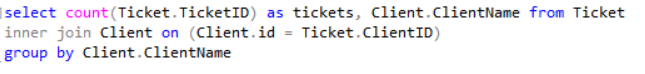 select count(Ticket.TicketID) as tickets, Client.ClientName from Ticket
inner join Client on (Client.id = Ticket.ClientID)
group by Client.ClientName